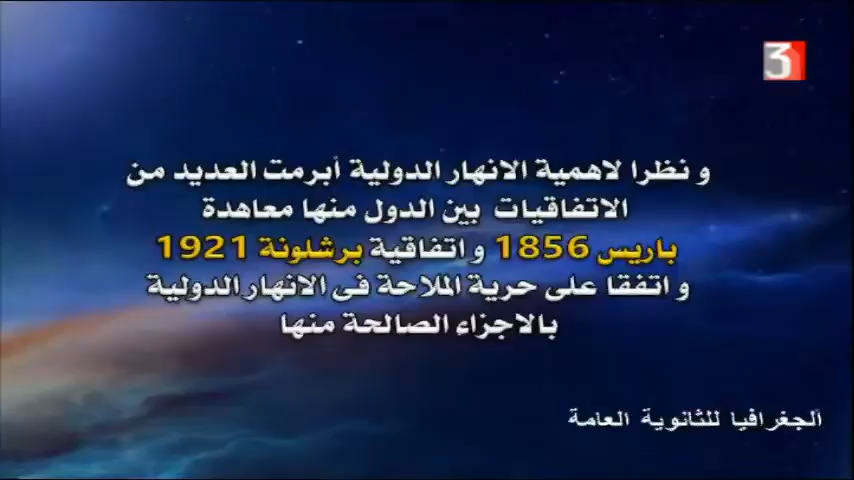 3
و نظرا لاهمية الانهار الدولية أبرمت العديد من
الاتفاقيات بين الدول منها معاهدة
باريس 1856 و اتفاقية برشلونة 1921
و اتفقا على حرية الملاحة فى الانهار الدولية
بالاجزاء الصالحة منها
الجغرافيا للثانوية العامة